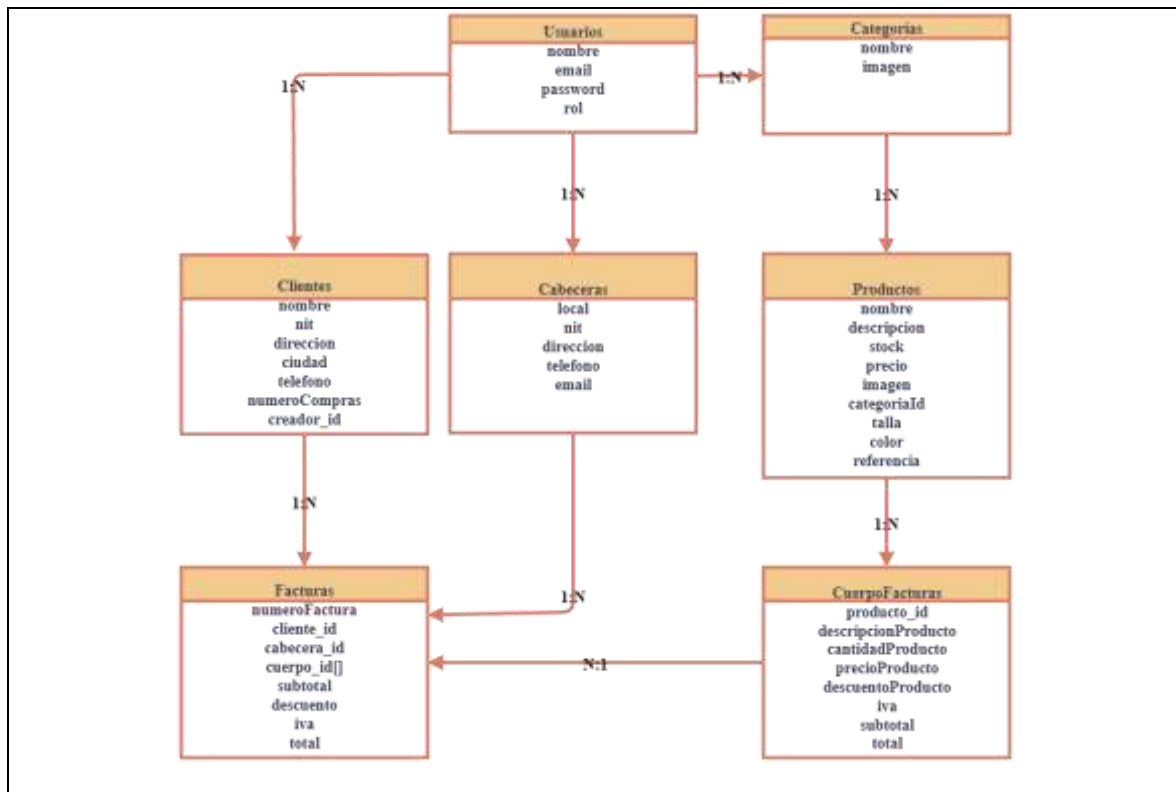 Usuarios
nombre
email
password
rol
Categorias
nombre
imagen
1:N
1:N
1:N
1:N
Clientes
nombre
nit
direccion
ciudad
telefono
numeroCompras
creador_id
Cabeceras
local
nit
direccion
telefono
email
Productos
nombre
descripcion
stock
precio
imagen
categoriaId
talla
color
referencia
1:N
1:N
1:N
Facturas
numeroFactura
cliente_id
cabecera_id
cuerpo_id[]
subtotal
descuento
iva
total
N:1
CuerpoFacturas
producto_id
descripcionProducto
cantidadProducto
precioProducto
descuentoProducto
iva
subtotal
total